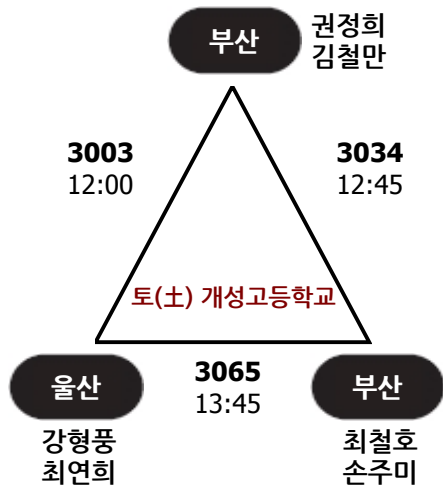 부산
권정희
김철만
3003
12:00
3034
12:45
토(土) 개성고등학교
울산
3065
13:45
부산
강형풍
최연희
최철호
손주미